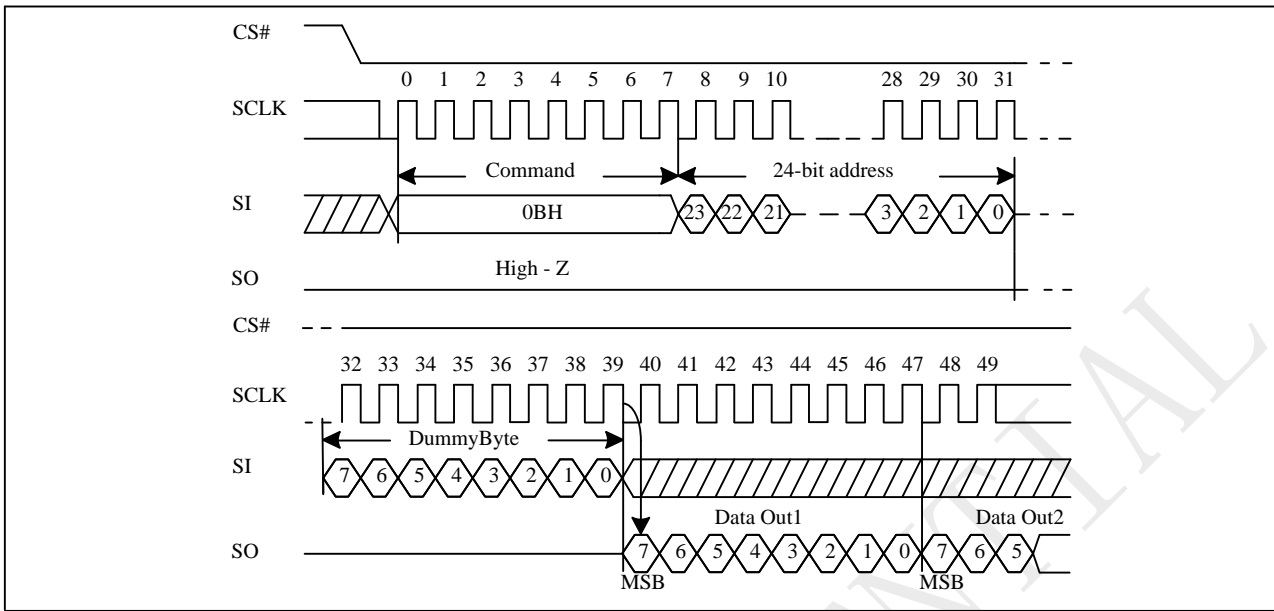 CS#
0 1 2 3 4 5 6 7 8 9 10 28 29 30 31
SCLK
Command 24-bit address
SI 0BH 23 22 21 3 2 1 0
High - Z
SO
CS#
32 33 34 35 36 37 38 39 40 41 42 43 44 45 46 47 48 49
SCLK
DummyByte
SI 7 6 5 4 3 2 1 0
Data Out1 Data Out2
SO 7 6 5 4 3 2 1 0 7 6 5
MSB MSB
NTIAL